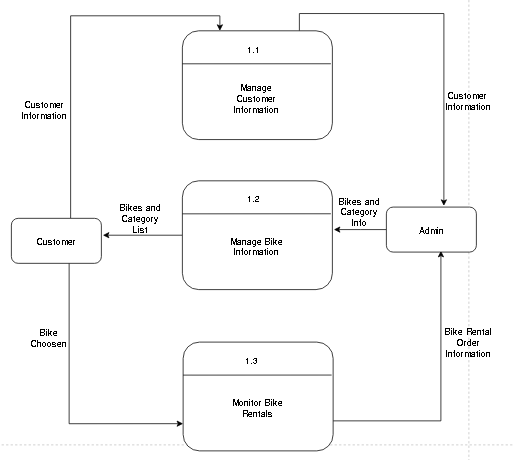 1.1
Manage
Customer
Information
Customer
Information
Customer
Information
1.2
Manage Bike
Information
Bikes and
Category
List
Bikes and
Category
Info
Customer
Admin
Bike
Choosen
Bike Rental
Order
Information
1.3
Monitor Bike
Rentals